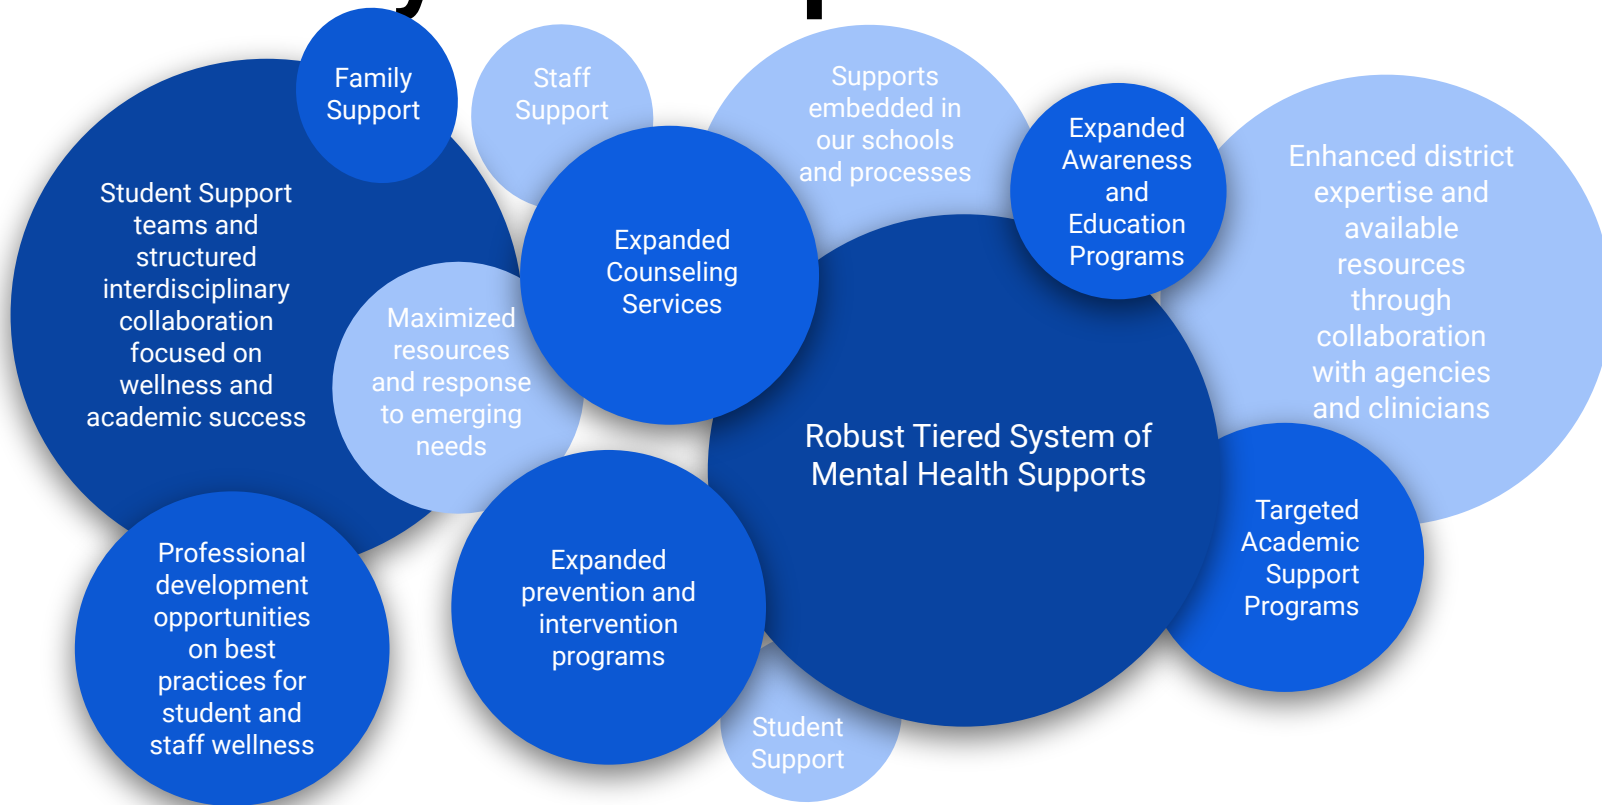 Family
Support
Staff
Support
Supports
embedded in
our schools
and processes
Expanded
Awareness
and
Education
Programs
Enhanced district
expertise and
available
resources
through
collaboration
with agencies
and clinicians
Student Support
teams and
structured
interdisciplinary
collaboration
focused on
wellness and
academic success
Expanded
Counseling
Services
Maximized
resources
and response
to emerging
needs
Robust Tiered System of
Mental Health Supports
Targeted
Academic
Support
Programs
Professional
development
opportunities
on best
practices for
student and
staff wellness
Expanded
prevention and
intervention
programs
Student
Support